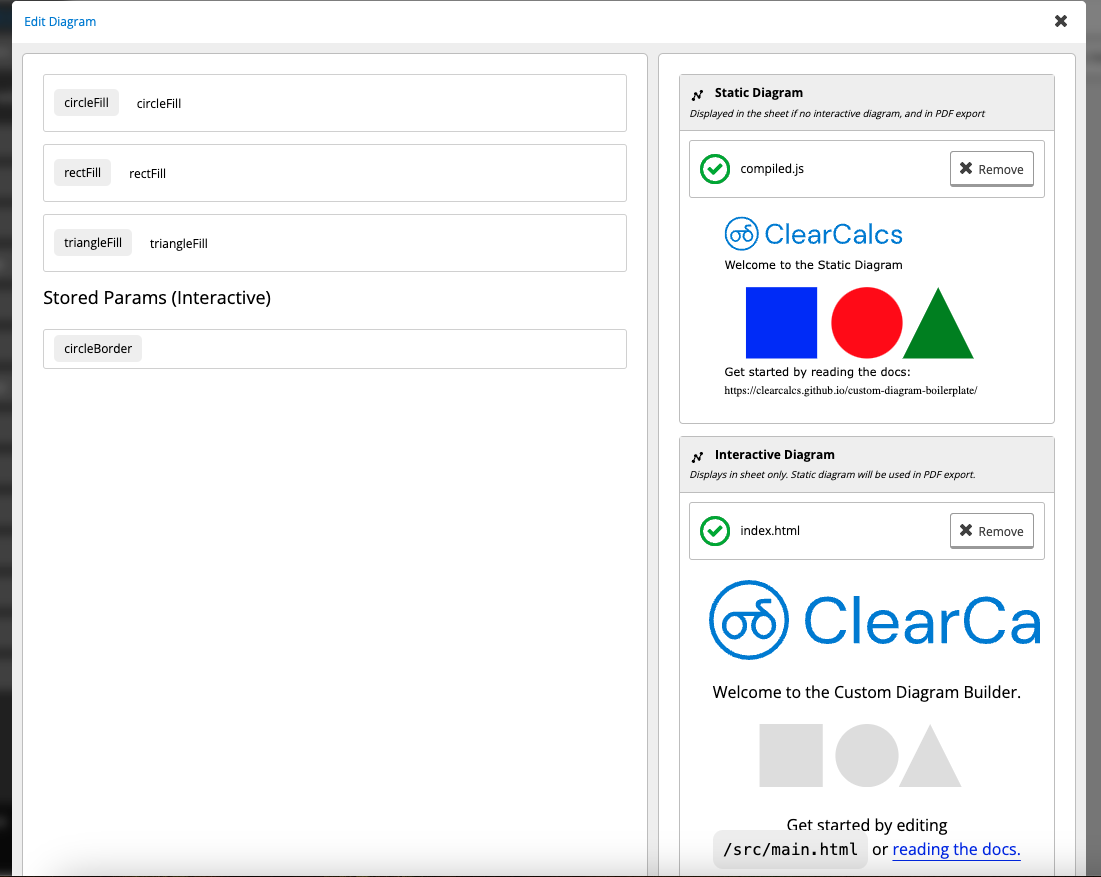 Edit Diagram
circleFill circleFill
rectFill rectFill
triangleFill triangleFill
Stored Params (Interactive)
circleBorder
Static Diagram
Displayed in the sheet if no interactive diagram, and in PDF export
compiled.js
Remove
ClearCalcs
Welcome to the Static Diagram
Get started by reading the docs:
https://clearcalcs.github.io/custom-diagram-boilerplate/
Interactive Diagram
Displays in sheet only. Static diagram will be used in PDF export.
index.html
Remove
ClearCa
Welcome to the Custom Diagram Builder.
Get started by editing
/src/main.html or reading the docs.